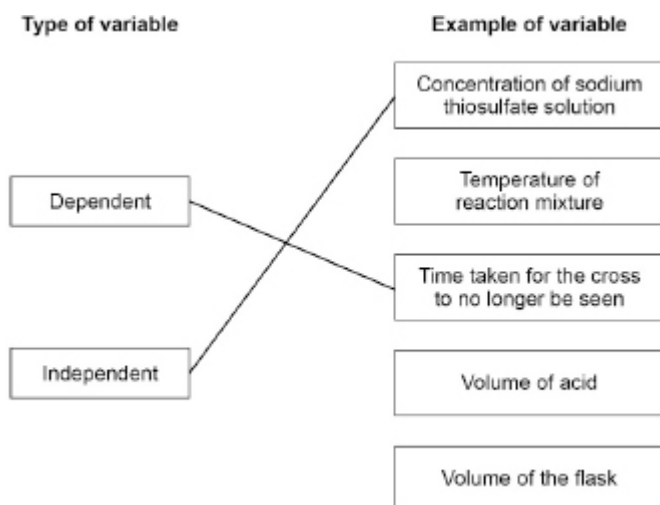 Type of variable
Example of variable
Concentration of sodium
thiosulfate solution
Temperature of
reaction mixture
Dependent
Time taken for the cross
to no longer be seen
Independent
Volume of acid
Volume of the flask